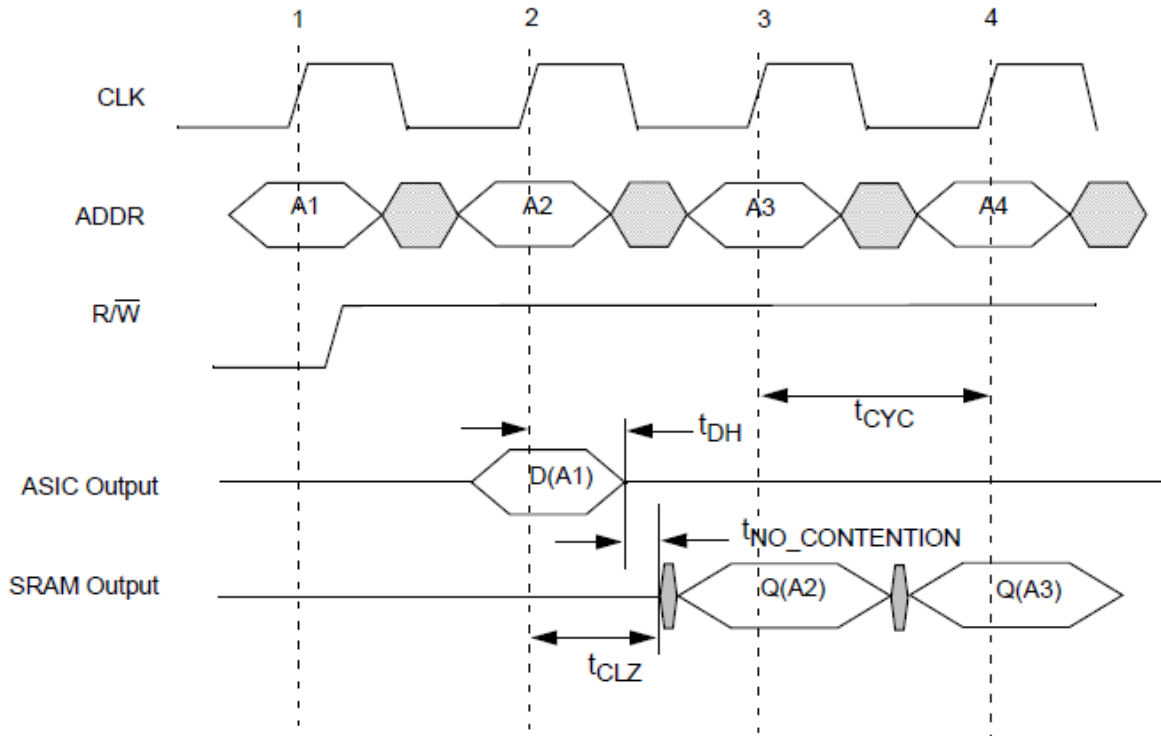 1 2 3 4
CLK
ADDR A1 A2 A3 A4
R/W̅
tCYC
tDH
ASIC Output D(A1)
tNO_CONTENTION
SRAM Output Q(A2) Q(A3)
tCLZ